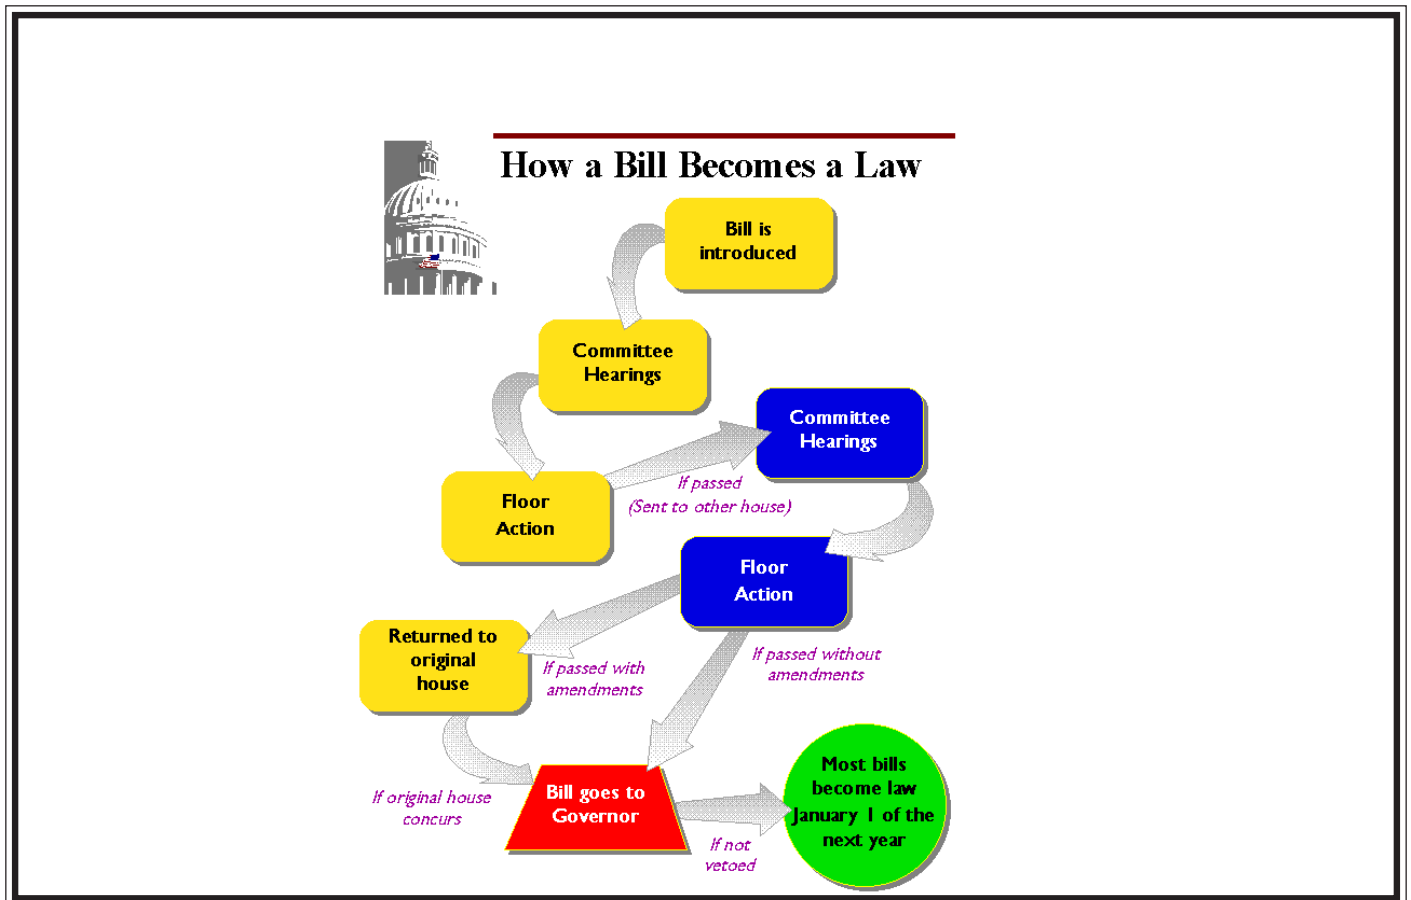 How a Bill Becomes a Law
Bill is
introduced
Committee
Hearings
Committee
Hearings
Floor
Action
If passed
(Sent to other house)
Floor
Action
Returned to
original
house
If passed with
amendments
If passed without
amendments
If original house
concurs
Bill goes to
Governor
If not
vetoed
Most bills
become law
January 1 of the
next year